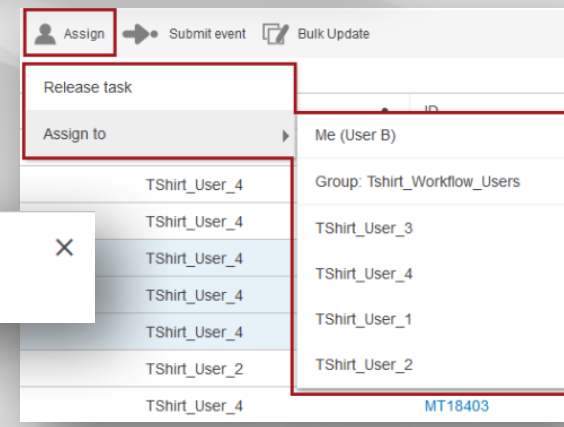 Assign Submit event Bulk Update
Release task
ID
Assign to
Me (User B)
Group: Tshirt_Workflow_Users
TShirt_User_4
TShirt_User_4
TShirt_User_3
TShirt_User_4
TShirt_User_4
TShirt_User_4
TShirt_User_1
TShirt_User_4
TShirt_User_2
TShirt_User_2
TShirt_User_4 MT18403